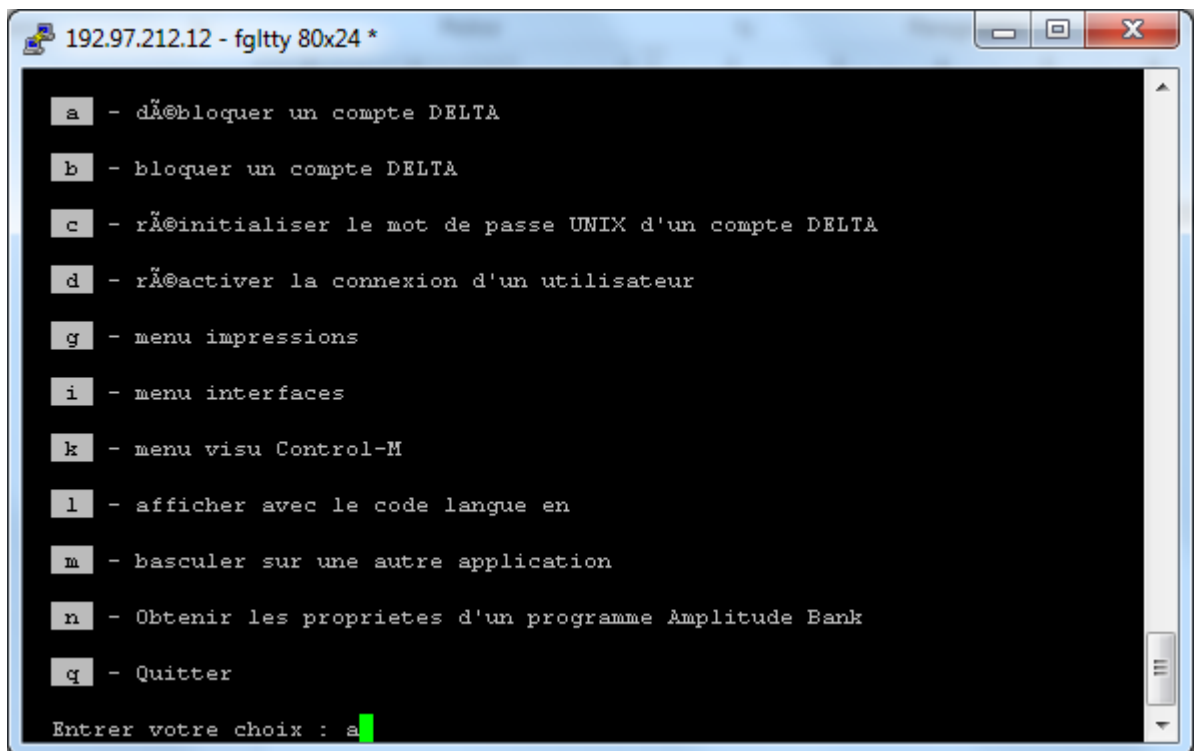 192.97.212.12 - fgltty 80x24 *
a - dÃ©bloquer un compte DELTA
b - bloquer un compte DELTA
c - rÃ©initialiser le mot de passe UNIX d'un compte DELTA
d - rÃ©activer la connexion d'un utilisateur
g - menu impressions
i - menu interfaces
k - menu visu Control-M
l - afficher avec le code langue en
m - basculer sur une autre application
n - Obtenir les proprietes d'un programme Amplitude Bank
q - Quitter
Entrer votre choix : a